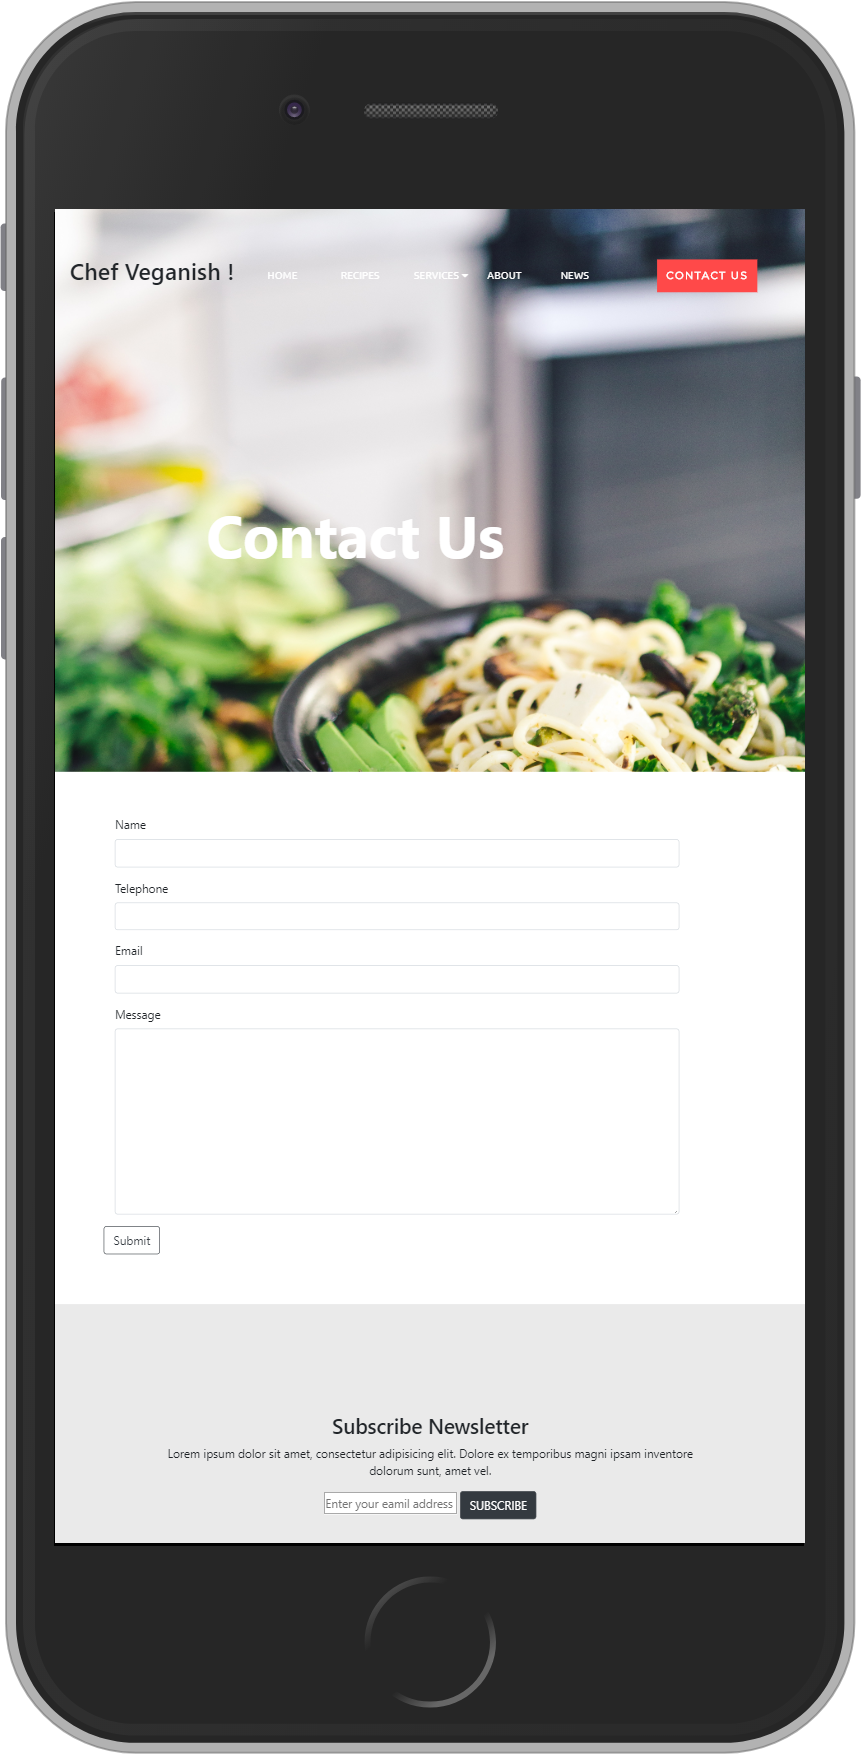 Chef Veganish ! HOME RECIPES SERVICES ABOUT NEWS CONTACT US
Contact Us
Name
Telephone
Email
Message
Submit
Subscribe Newsletter
Lorem ipsum dolor sit amet, consectetur adipisicing elit. Dolore ex temporibus magni ipsam inventore
dolorum sunt, amet vel.
Enter your eamil address SUBSCRIBE